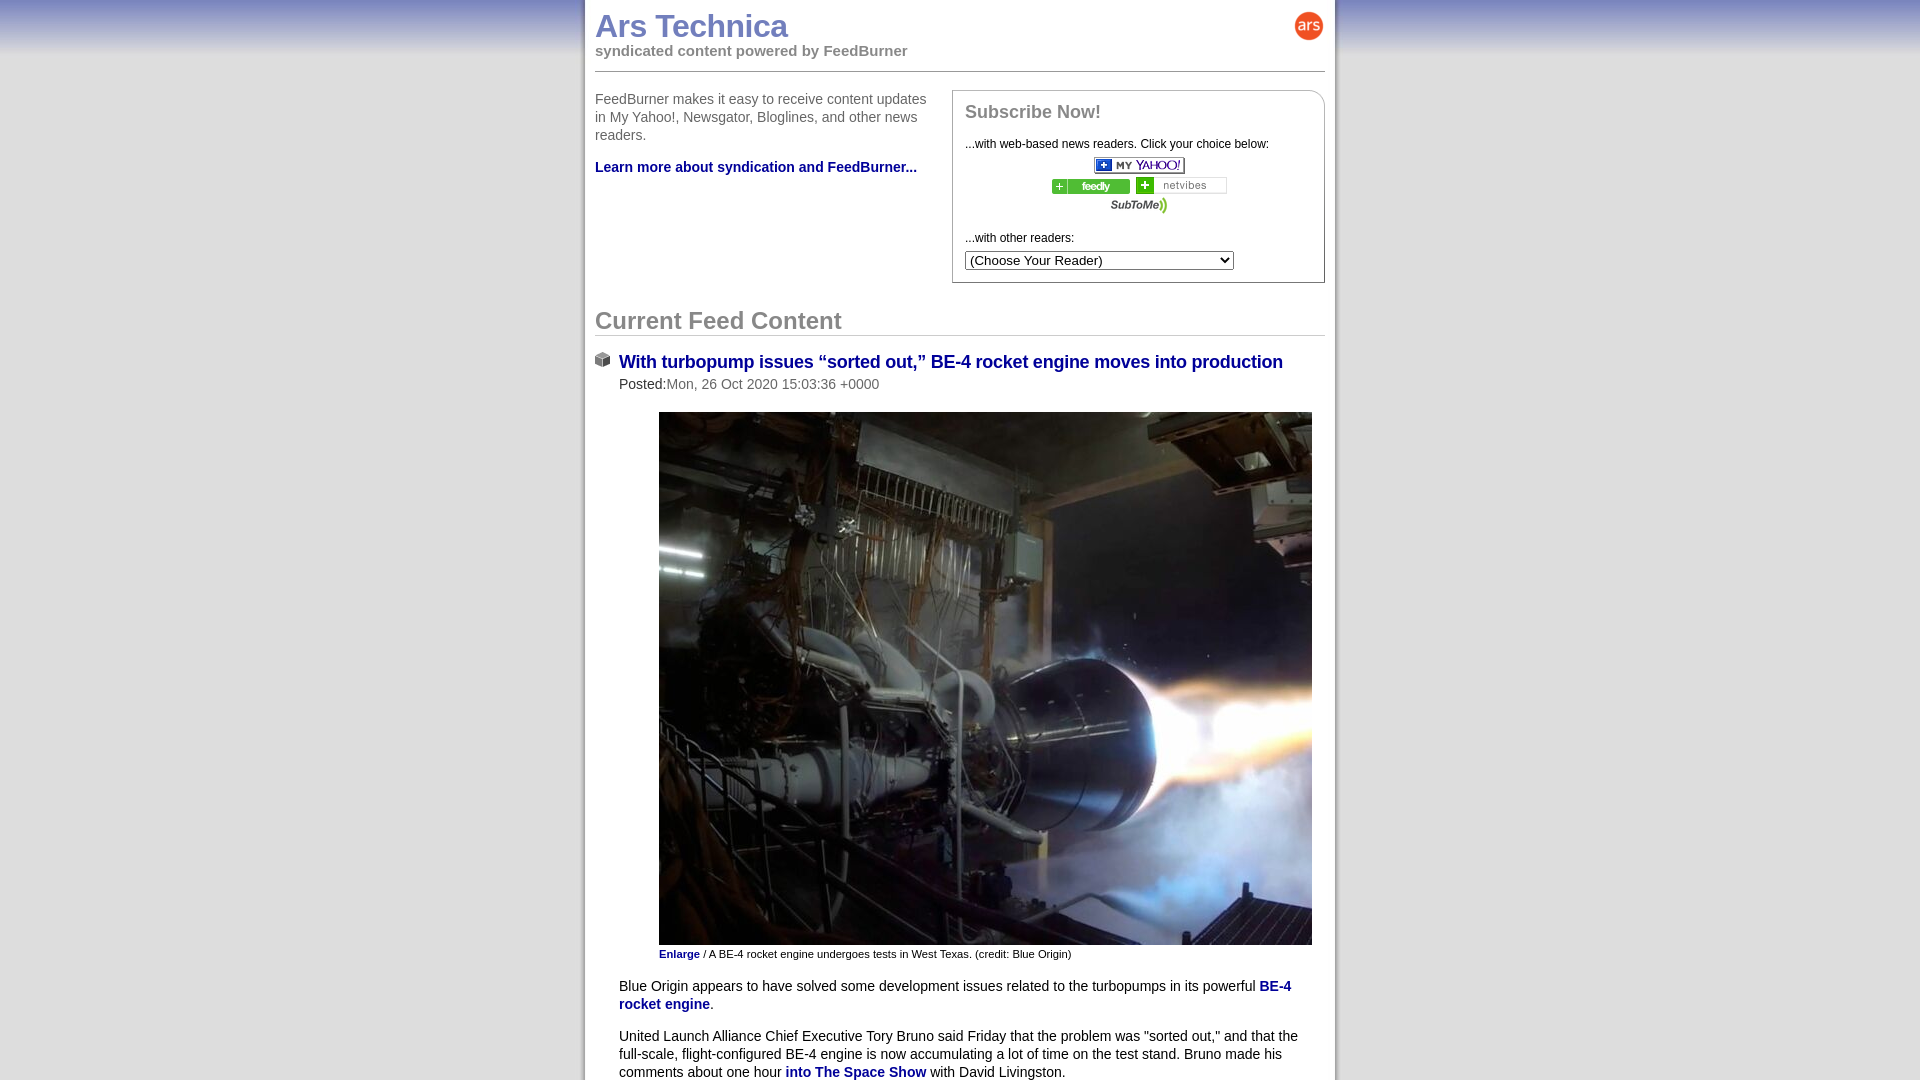 Ars Technica
ars
syndicated content powered by FeedBurner
FeedBurner makes it easy to receive content updates
in My Yahoo!, Newsgator, Bloglines, and other news
readers.
Learn more about syndication and FeedBurner...
Subscribe Now!
...with web-based news readers. Click your choice below:
MY YAHOO!
feedly
netvibes
SubToMe
...with other readers:
(Choose Your Reader)
Current Feed Content
With turbopump issues “sorted out,” BE-4 rocket engine moves into production
Posted:Mon, 26 Oct 2020 15:03:36 +0000
Enlarge / A BE-4 rocket engine undergoes tests in West Texas. (credit: Blue Origin)
Blue Origin appears to have solved some development issues related to the turbopumps in its powerful BE-4
rocket engine.
United Launch Alliance Chief Executive Tory Bruno said Friday that the problem was "sorted out," and that the
full-scale, flight-configured BE-4 engine is now accumulating a lot of time on the test stand. Bruno made his
comments about one hour into The Space Show with David Livingston.